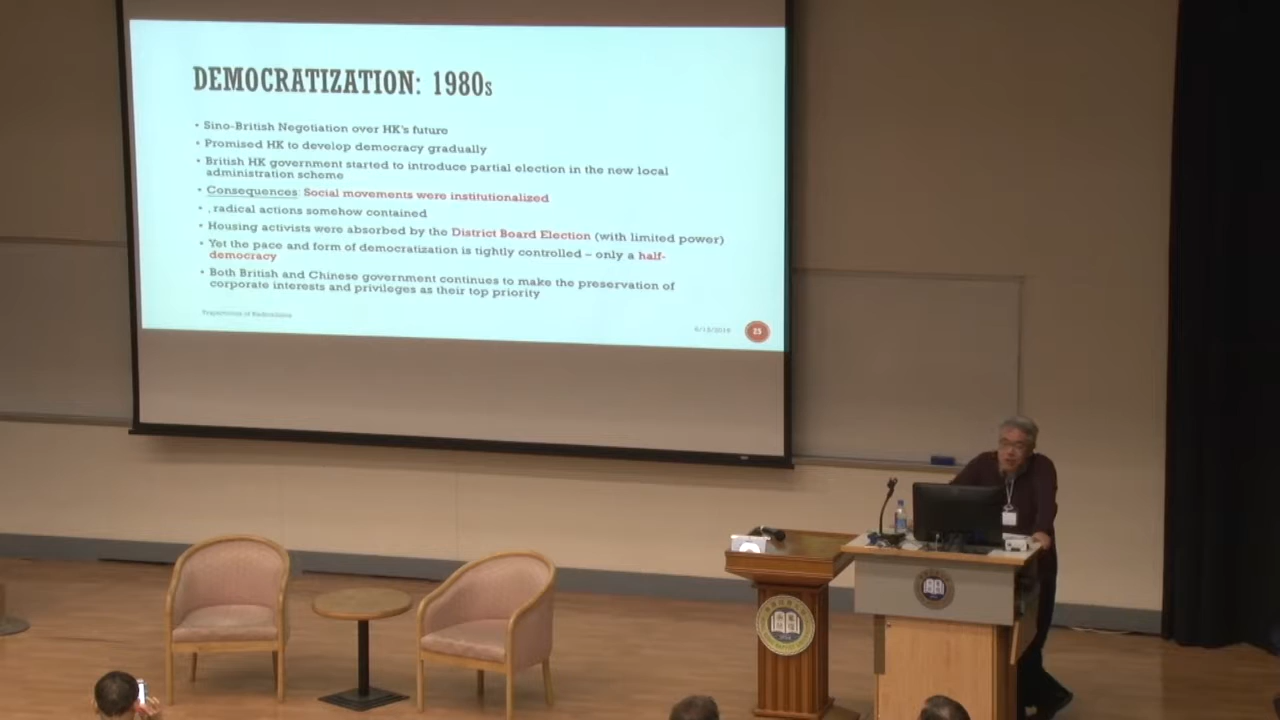 DEMOCRATIZATION: 1980s
• Sino-British Negotiation over HK's future
• Promised HK to develop democracy gradually
• British HK government started to introduce partial election in the new local
administration scheme
• Consequences: Social movements were institutionalized
• , radical actions somehow contained
• Housing activists were absorbed by the District Board Election (with limited power)
• Yet the pace and form of democratization is tightly controlled – only a half-
democracy
• Both British and Chinese government continues to make the preservation of
corporate interests and privileges as their top priority
Trajectories of Radicalism
25